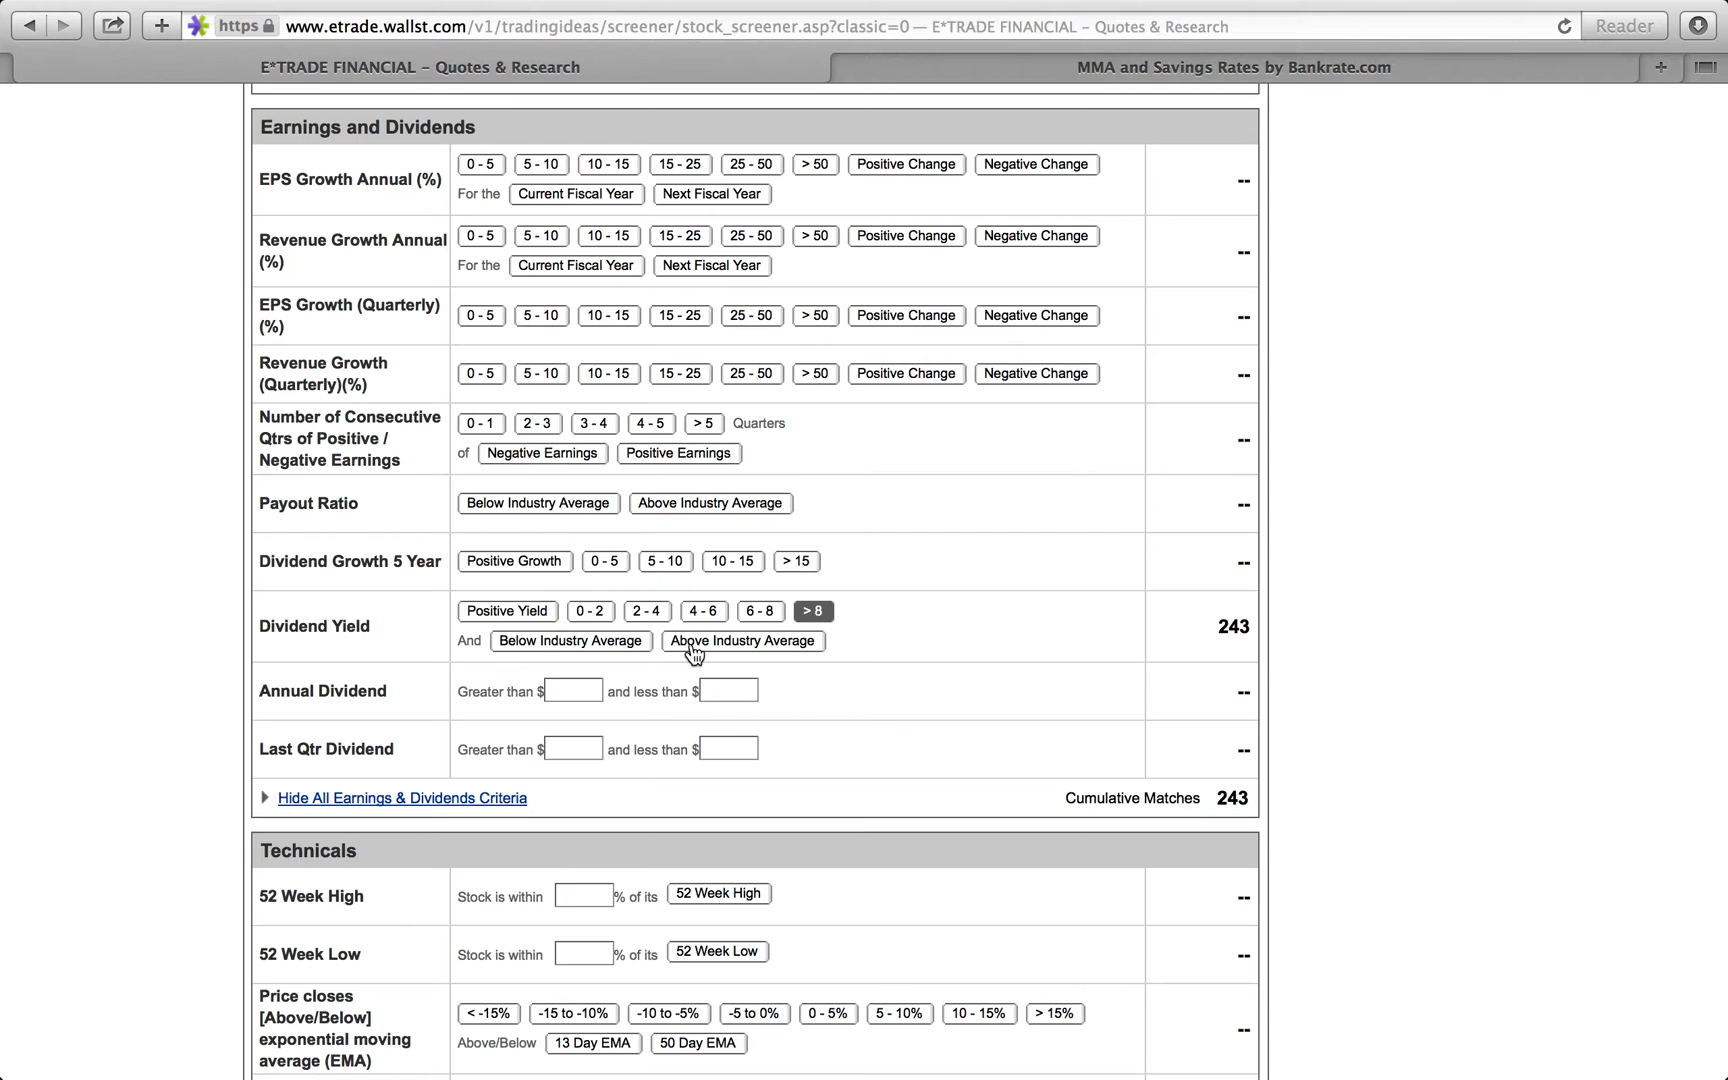 https www.etrade.wallst.com/v1/tradingideas/screener/stock_screener.asp?classic=0 — E*TRADE FINANCIAL – Quotes & Research Reader
E*TRADE FINANCIAL – Quotes & Research
MMA and Savings Rates by Bankrate.com
Earnings and Dividends
EPS Growth Annual (%)
0 - 5 5 - 10 10 - 15 15 - 25 25 - 50 > 50 Positive Change Negative Change
For the Current Fiscal Year Next Fiscal Year
--
Revenue Growth Annual
(%)
0 - 5 5 - 10 10 - 15 15 - 25 25 - 50 > 50 Positive Change Negative Change
For the Current Fiscal Year Next Fiscal Year
--
EPS Growth (Quarterly)
(%)
0 - 5 5 - 10 10 - 15 15 - 25 25 - 50 > 50 Positive Change Negative Change
--
Revenue Growth
(Quarterly)(%)
0 - 5 5 - 10 10 - 15 15 - 25 25 - 50 > 50 Positive Change Negative Change
--
Number of Consecutive
Qtrs of Positive /
Negative Earnings
0 - 1 2 - 3 3 - 4 4 - 5 > 5 Quarters
of Negative Earnings Positive Earnings
--
Payout Ratio
Below Industry Average Above Industry Average
--
Dividend Growth 5 Year
Positive Growth 0 - 5 5 - 10 10 - 15 > 15
--
Dividend Yield
Positive Yield 0 - 2 2 - 4 4 - 6 6 - 8 > 8
And Below Industry Average Above Industry Average
243
Annual Dividend
Greater than $ and less than $
--
Last Qtr Dividend
Greater than $ and less than $
--
Hide All Earnings & Dividends Criteria
Cumulative Matches 243
Technicals
52 Week High
Stock is within % of its 52 Week High
--
52 Week Low
Stock is within % of its 52 Week Low
--
Price closes
[Above/Below]
exponential moving
average (EMA)
< -15% -15 to -10% -10 to -5% -5 to 0% 0 - 5% 5 - 10% 10 - 15% > 15%
Above/Below 13 Day EMA 50 Day EMA
--